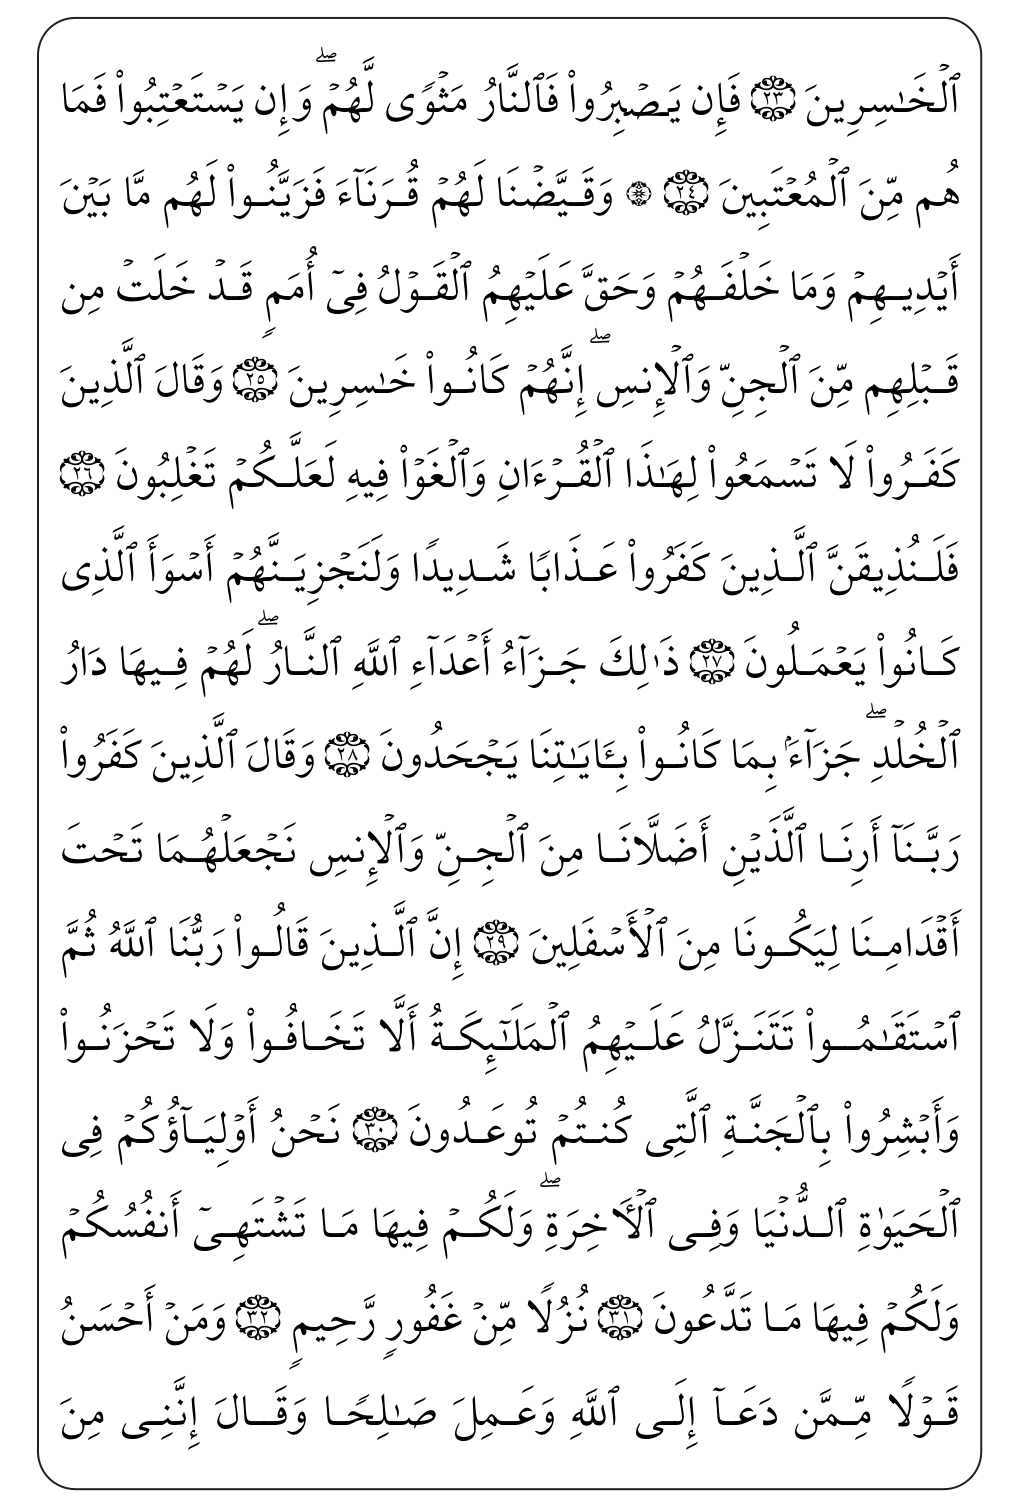 ٱلۡخَٰسِرِينَ ٢٣ فَإِن يَصۡبِرُواْ فَٱلنَّارُ مَثۡوٗى لَّهُمۡۖ وَإِن يَسۡتَعۡتِبُواْ فَمَا
هُم مِّنَ ٱلۡمُعۡتَبِينَ ٢٤ ۞ وَقَيَّضۡنَا لَهُمۡ قُرَنَآءَ فَزَيَّنُواْ لَهُم مَّا بَيۡنَ
أَيۡدِيهِمۡ وَمَا خَلۡفَهُمۡ وَحَقَّ عَلَيۡهِمُ ٱلۡقَوۡلُ فِيٓ أُمَمٖ قَدۡ خَلَتۡ مِن
قَبۡلِهِم مِّنَ ٱلۡجِنِّ وَٱلۡإِنسِۖ إِنَّهُمۡ كَانُواْ خَٰسِرِينَ ٢٥ وَقَالَ ٱلَّذِينَ
كَفَرُواْ لَا تَسۡمَعُواْ لِهَٰذَا ٱلۡقُرۡءَانِ وَٱلۡغَوۡاْ فِيهِ لَعَلَّكُمۡ تَغۡلِبُونَ ٢٦
فَلَنُذِيقَنَّ ٱلَّذِينَ كَفَرُواْ عَذَابٗا شَدِيدٗا وَلَنَجۡزِيَنَّهُمۡ أَسۡوَأَ ٱلَّذِي
كَانُواْ يَعۡمَلُونَ ٢٧ ذَٰلِكَ جَزَآءُ أَعۡدَآءِ ٱللَّهِ ٱلنَّارُۖ لَهُمۡ فِيهَا دَارُ
ٱلۡخُلۡدِۖ جَزَآءَۢ بِمَا كَانُواْ بِـَٔايَٰتِنَا يَجۡحَدُونَ ٢٨ وَقَالَ ٱلَّذِينَ كَفَرُواْ
رَبَّنَآ أَرِنَا ٱلَّذَيۡنِ أَضَلَّانَا مِنَ ٱلۡجِنِّ وَٱلۡإِنسِ نَجۡعَلۡهُمَا تَحۡتَ
أَقۡدَامِنَا لِيَكُونَا مِنَ ٱلۡأَسۡفَلِينَ ٢٩ إِنَّ ٱلَّذِينَ قَالُواْ رَبُّنَا ٱللَّهُ ثُمَّ
ٱسۡتَقَٰمُواْ تَتَنَزَّلُ عَلَيۡهِمُ ٱلۡمَلَٰٓئِكَةُ أَلَّا تَخَافُواْ وَلَا تَحۡزَنُواْ
وَأَبۡشِرُواْ بِٱلۡجَنَّةِ ٱلَّتِي كُنتُمۡ تُوعَدُونَ ٣٠ نَحۡنُ أَوۡلِيَآؤُكُمۡ فِي
ٱلۡحَيَوٰةِ ٱلدُّنۡيَا وَفِي ٱلۡأٓخِرَةِۖ وَلَكُمۡ فِيهَا مَا تَشۡتَهِيٓ أَنفُسُكُمۡ
وَلَكُمۡ فِيهَا مَا تَدَّعُونَ ٣١ نُزُلٗا مِّنۡ غَفُورٖ رَّحِيمٖ ٣٢ وَمَنۡ أَحۡسَنُ
قَوۡلٗا مِّمَّن دَعَآ إِلَى ٱللَّهِ وَعَمِلَ صَٰلِحٗا وَقَالَ إِنَّنِي مِنَ